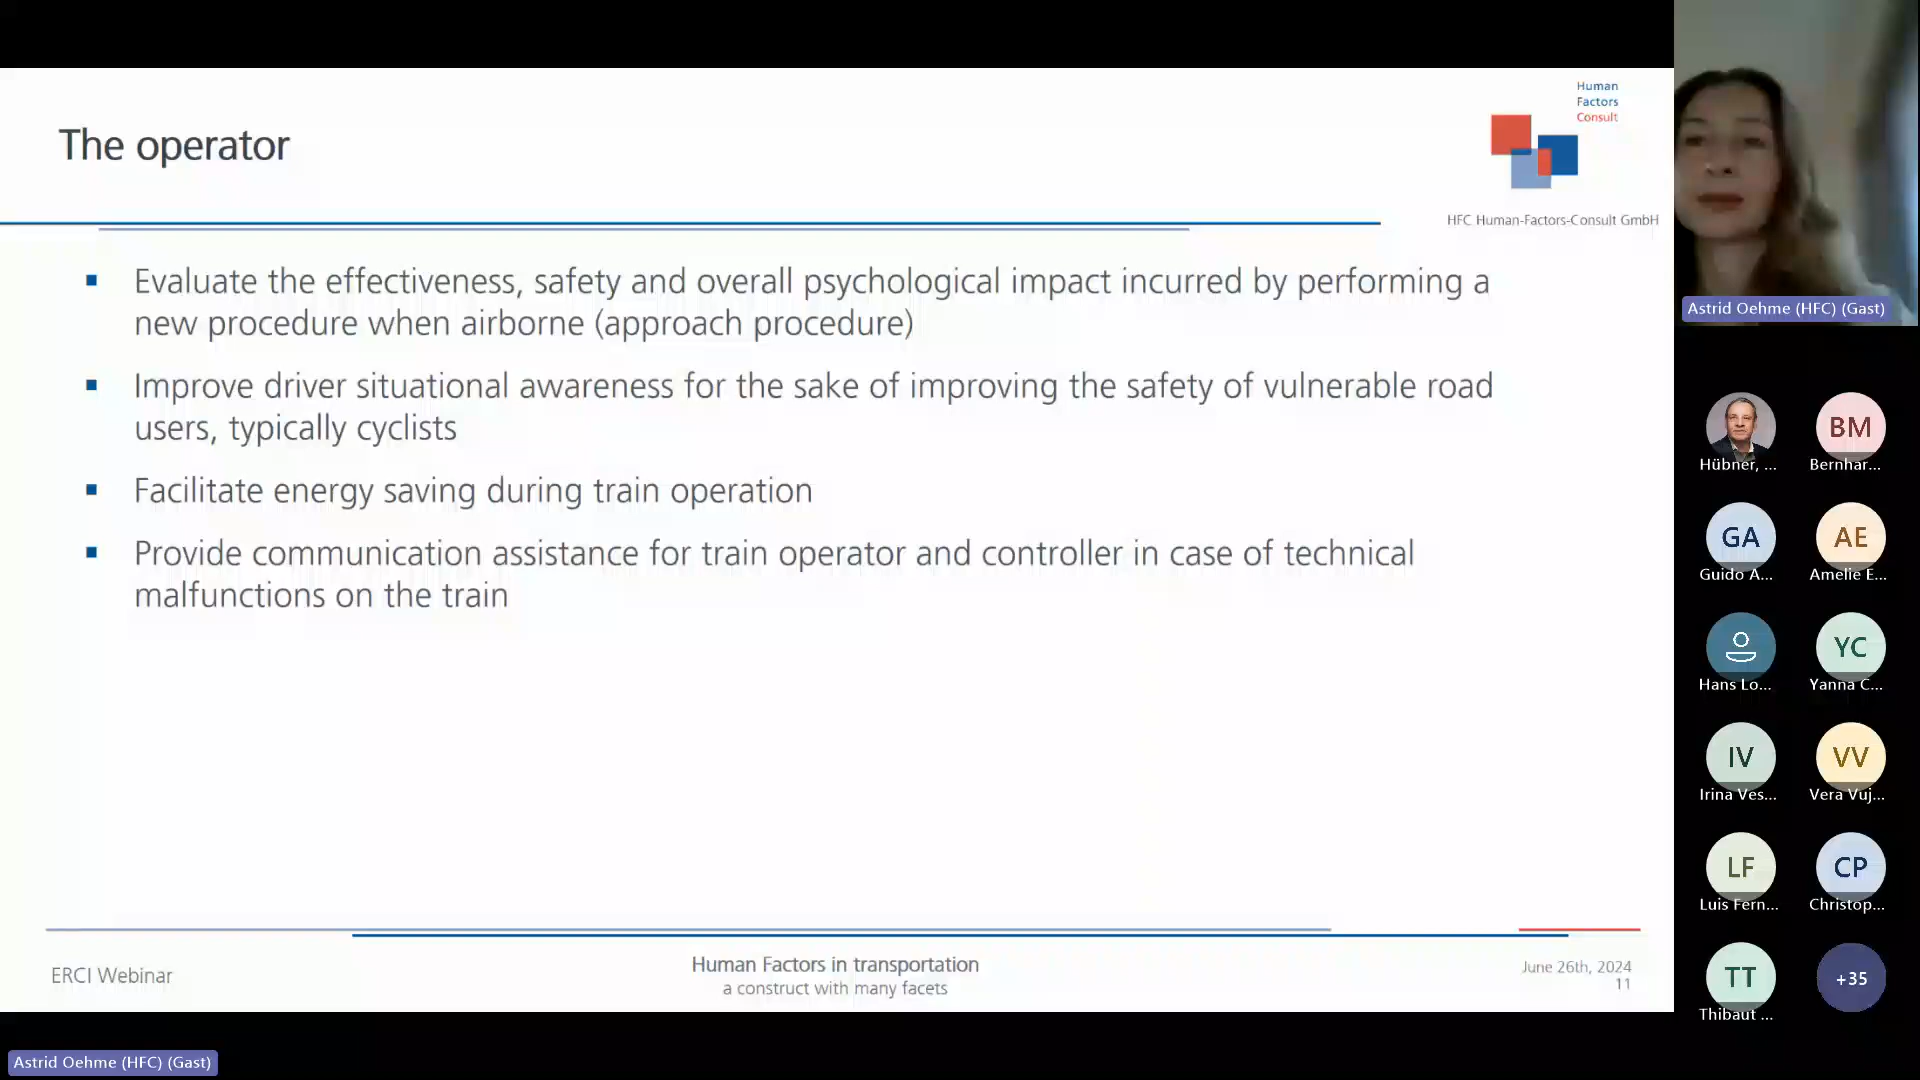 Human
Factors
Consult
The operator
HFC Human-Factors-Consult GmbH
▪ Evaluate the effectiveness, safety and overall psychological impact incurred by performing a
new procedure when airborne (approach procedure)
▪ Improve driver situational awareness for the sake of improving the safety of vulnerable road
users, typically cyclists
▪ Facilitate energy saving during train operation
▪ Provide communication assistance for train operator and controller in case of technical
malfunctions on the train
ERCI Webinar
Human Factors in transportation
a construct with many facets
June 26th, 2024
11
Astrid Oehme (HFC) (Gast)
Hübner, ...
BM
Bernhar...
GA
Guido A...
AE
Amelie E...
Hans Lo...
YC
Yanna C...
IV
Irina Ves...
VV
Vera Vuj...
LF
Luis Fern...
CP
Christop...
TT
Thibaut ...
+35
Astrid Oehme (HFC) (Gast)